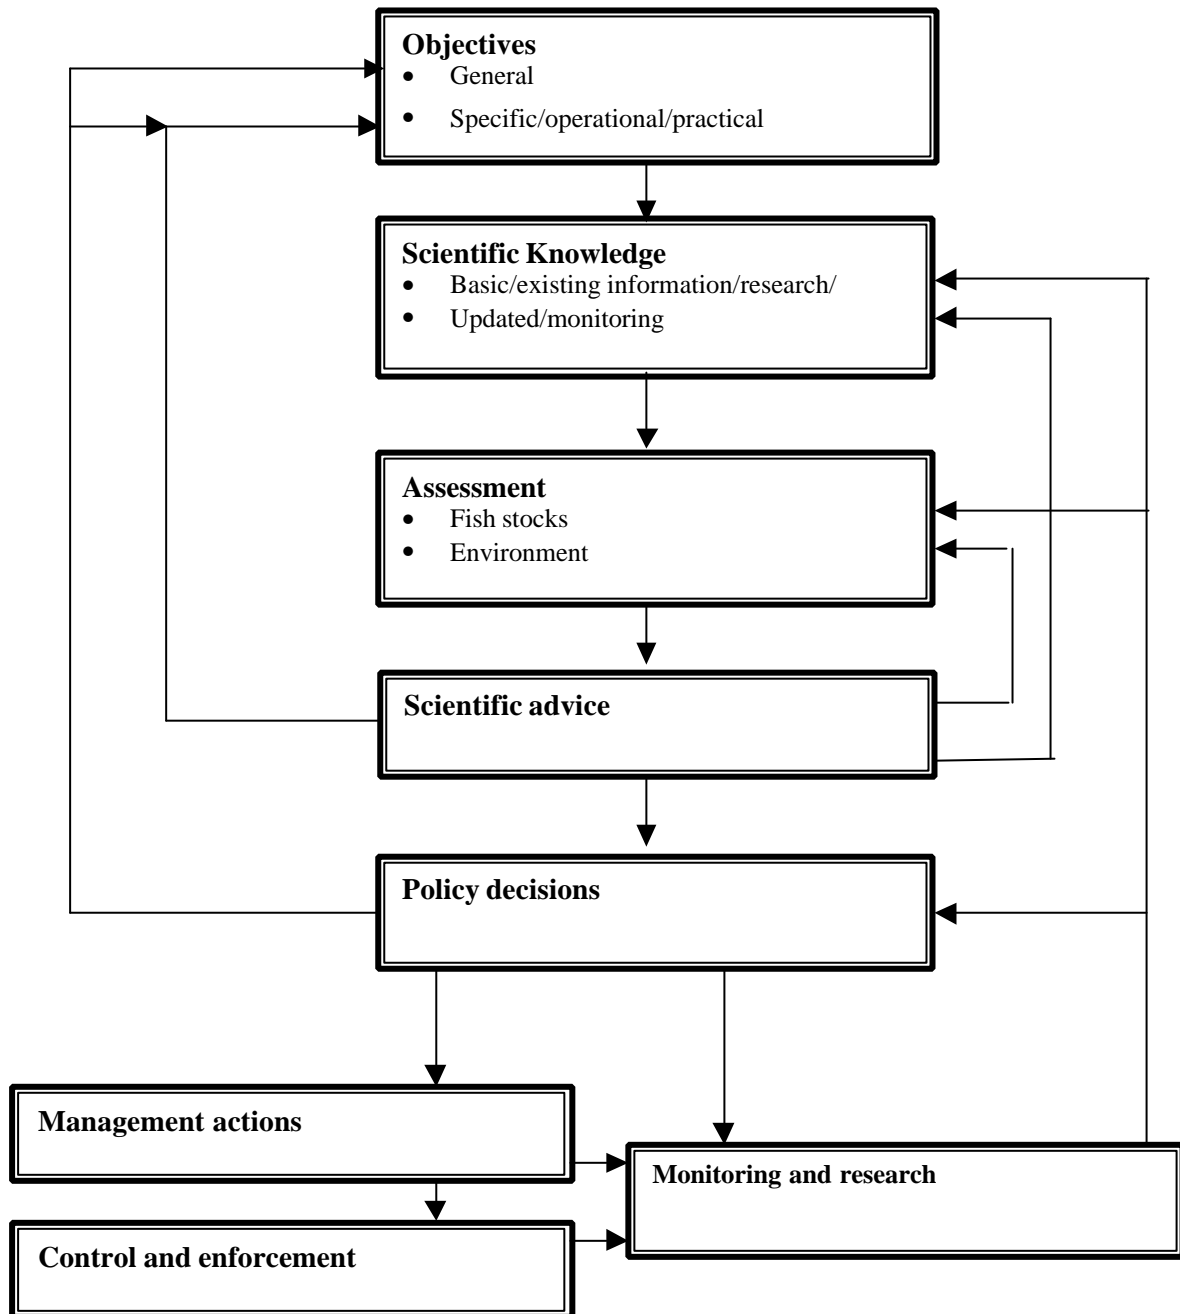 Objectives
• General
• Specific/operational/practical
Scientific Knowledge
• Basic/existing information/research/
• Updated/monitoring
Assessment
• Fish stocks
• Environment
Scientific advice
Policy decisions
Management actions
Monitoring and research
Control and enforcement